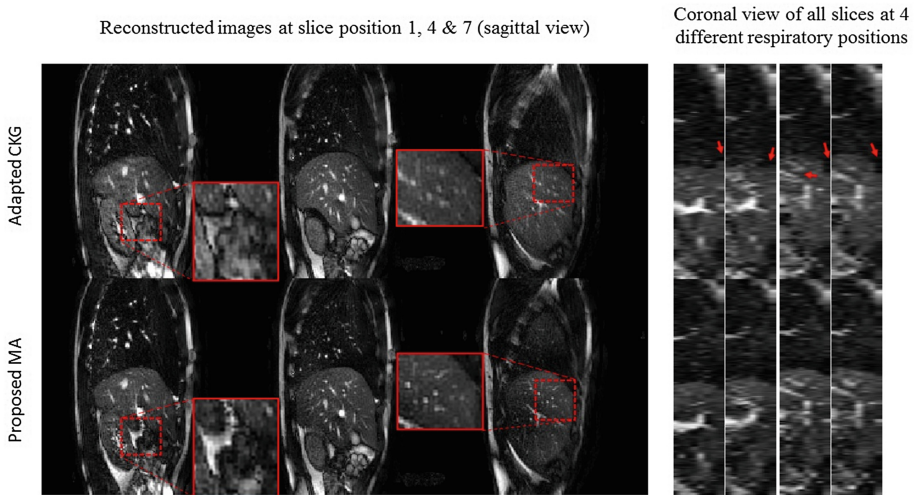 Reconstructed images at slice position 1, 4 & 7 (sagittal view)
Coronal view of all slices at 4
different respiratory positions
Adapted CKG
Proposed MA